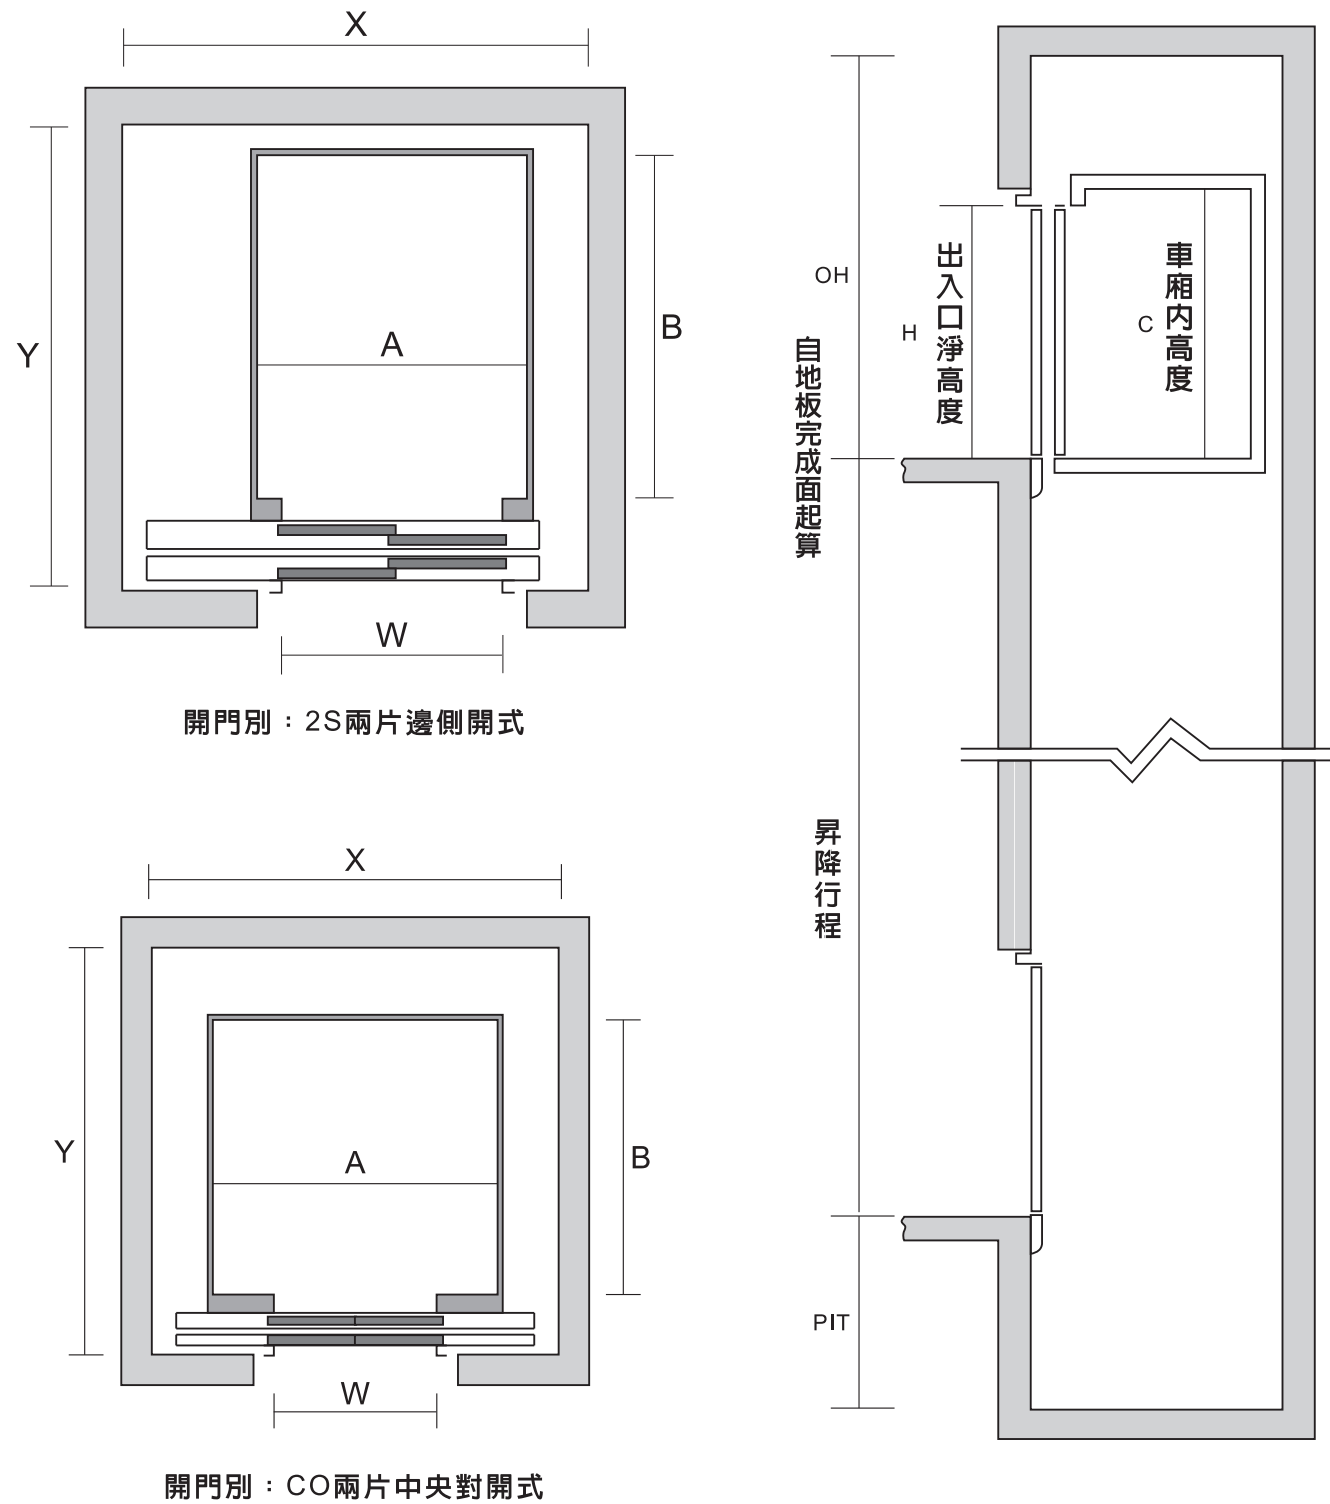 X
Y
A
B
W
開門別：2S兩片邊側開式
X
Y
A
B
W
開門別：CO兩片中央對開式
OH
自地板完成面起算
H
出入口淨高度
C
車廂内高度
昇降行程
PIT